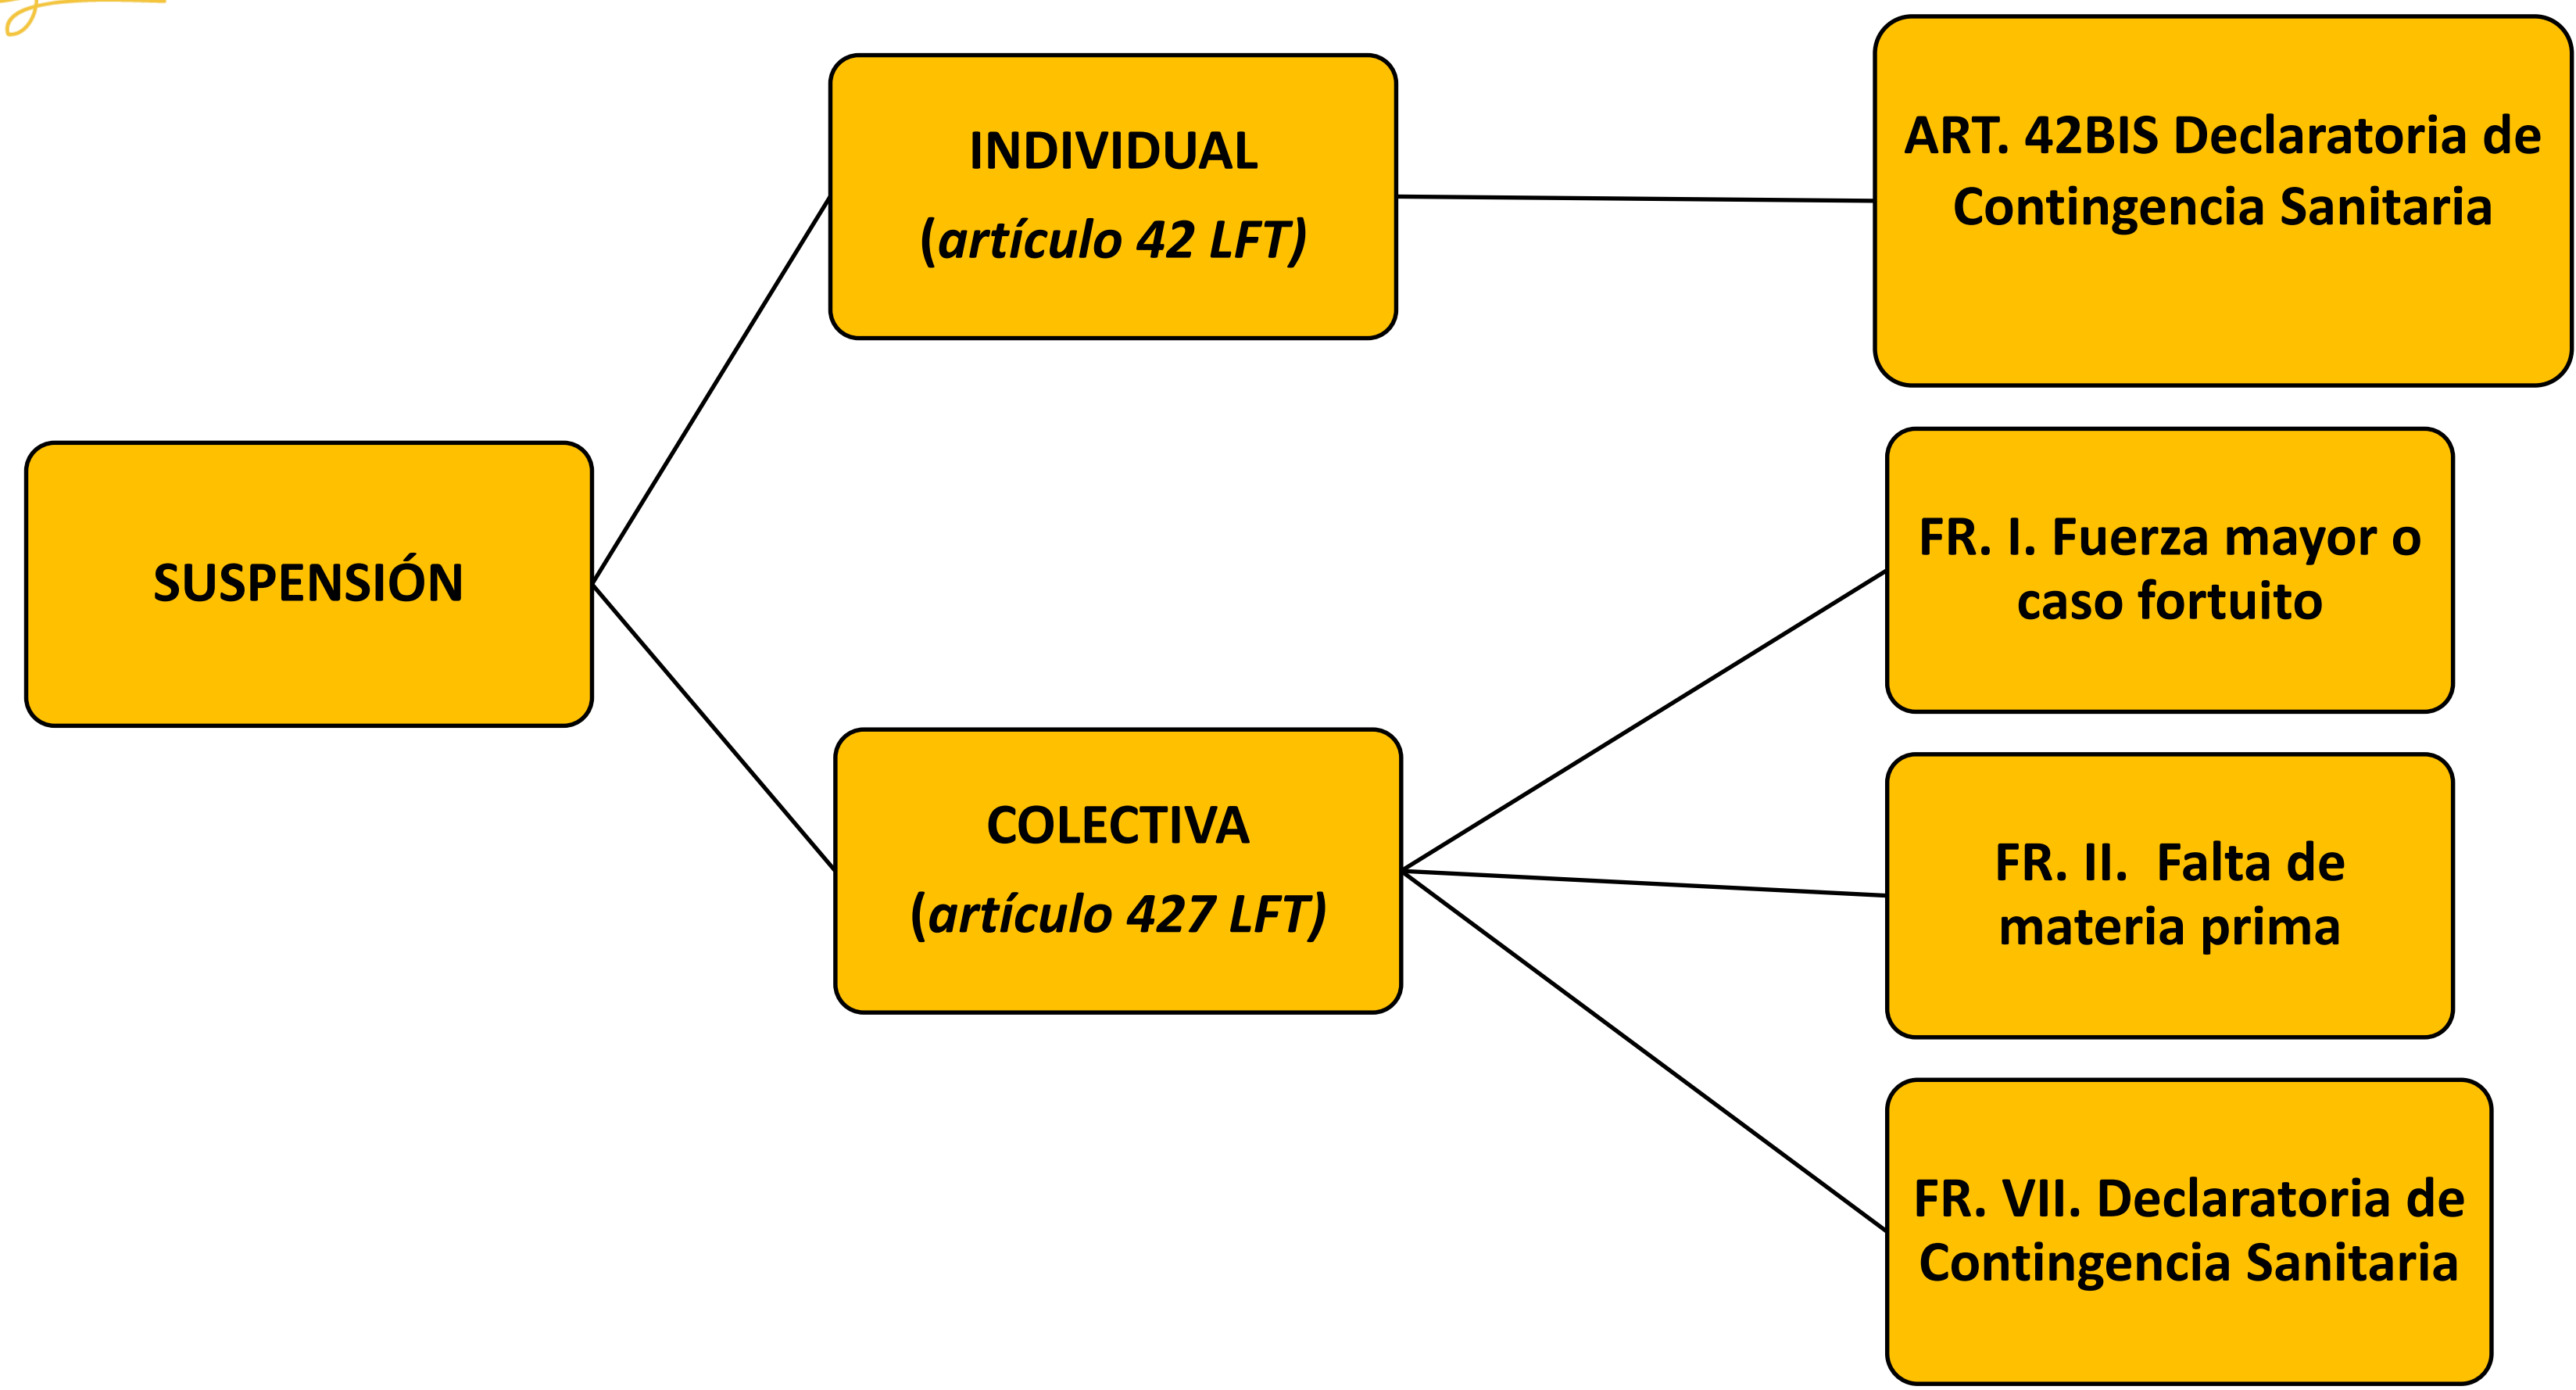 SUSPENSIÓN
INDIVIDUAL
(artículo 42 LFT)
ART. 42BIS Declaratoria de
Contingencia Sanitaria
COLECTIVA
(artículo 427 LFT)
FR. I. Fuerza mayor o
caso fortuito
FR. II.  Falta de
materia prima
FR. VII. Declaratoria de
Contingencia Sanitaria